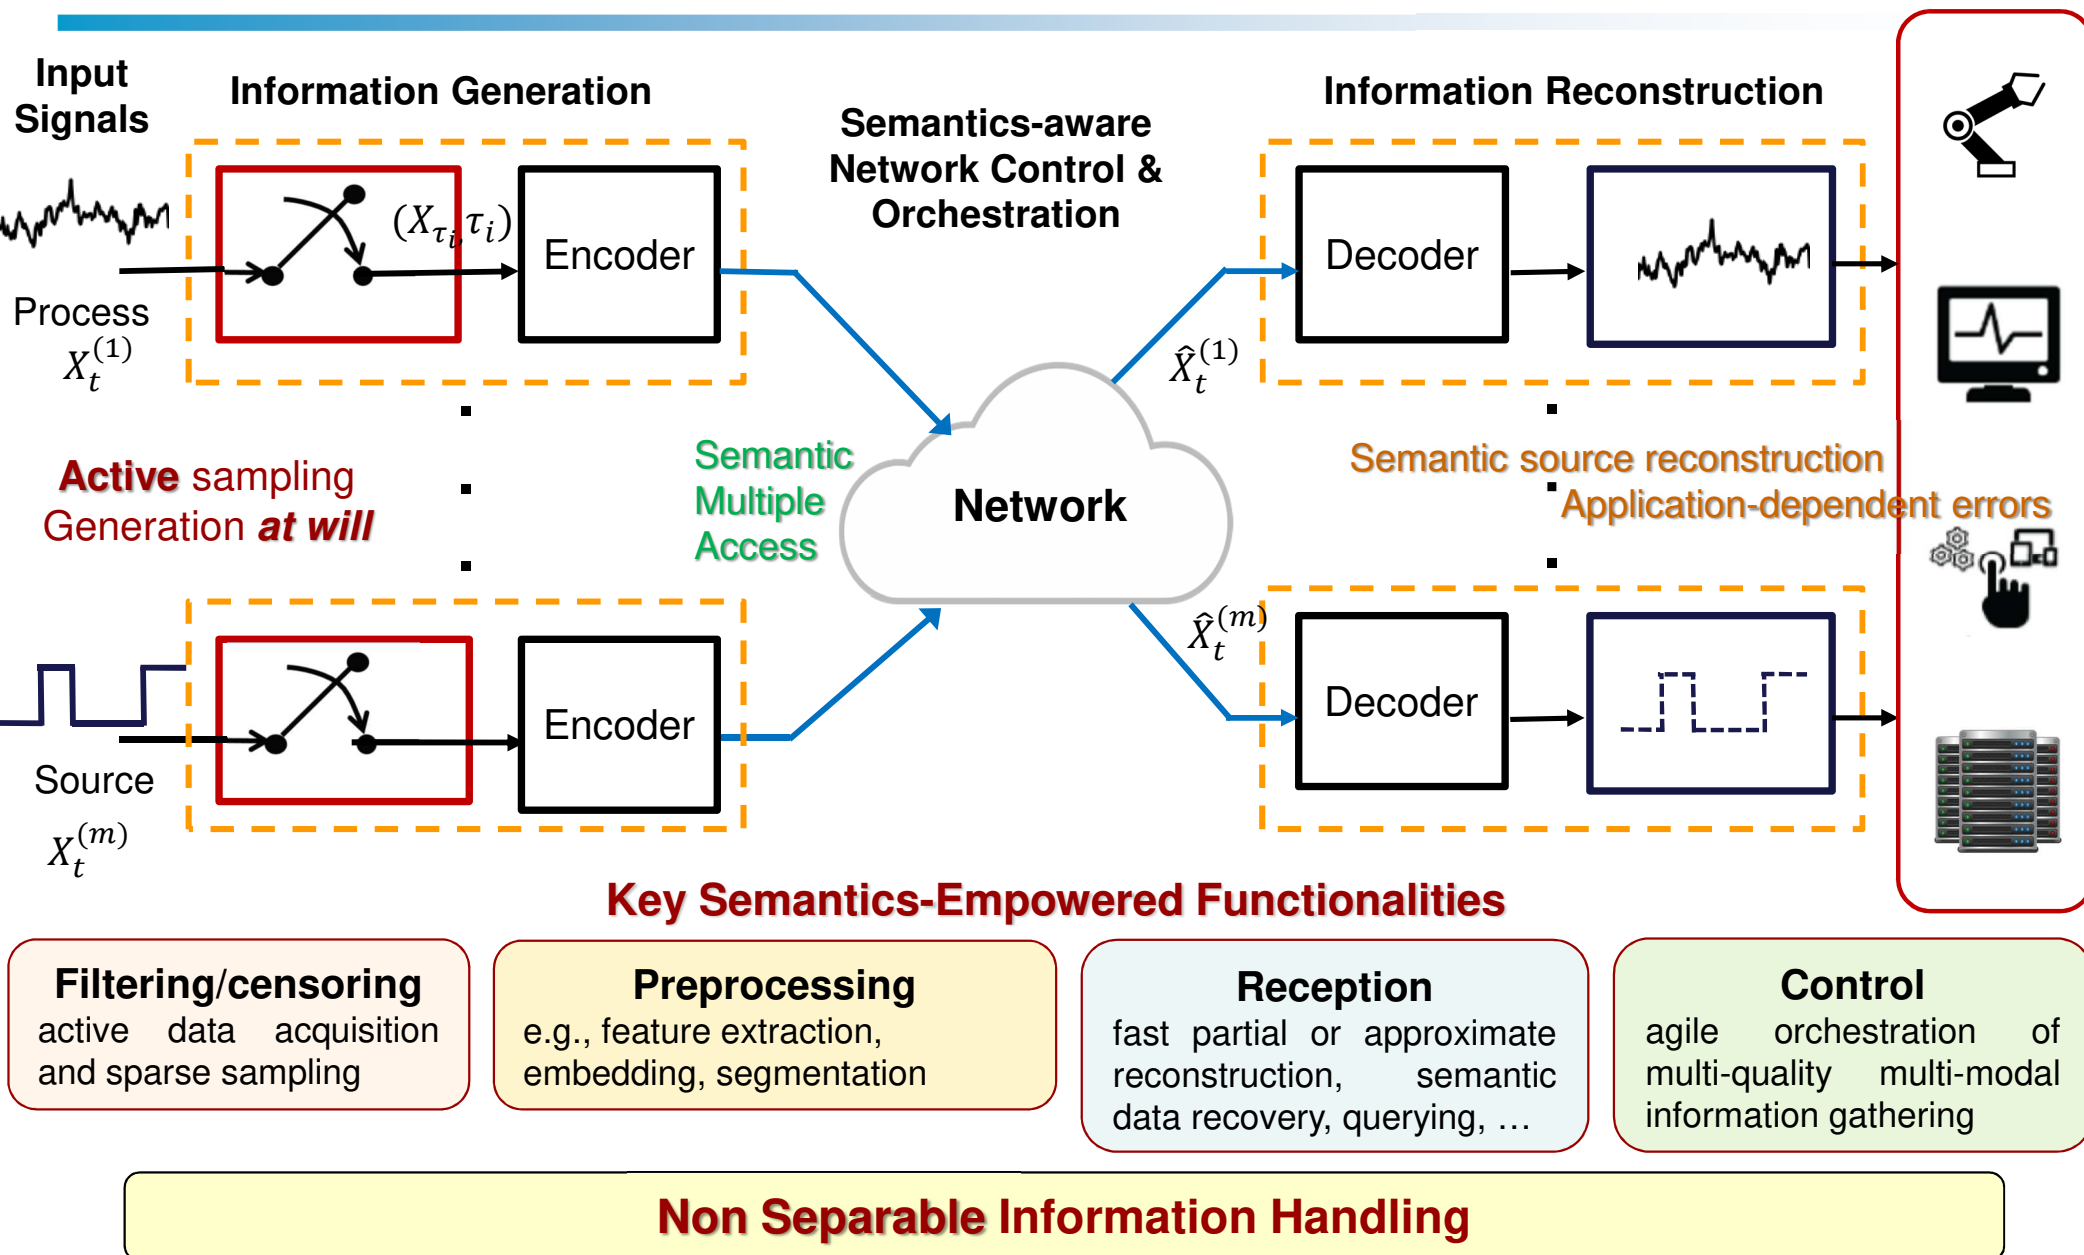 Input
Signals
Information Generation
Semantics-aware
Network Control &
Orchestration
Information Reconstruction
(X_{τ_i}, τ_i)
Encoder
Decoder
Process
X_t^{(1)}
X̂_t^{(1)}
Active sampling
Generation at will
Semantic
Multiple
Access
Network
Semantic source reconstruction
Application-dependent errors
X̂_t^{(m)}
Encoder
Decoder
Source
X_t^{(m)}
Key Semantics-Empowered Functionalities
Filtering/censoring
active data acquisition
and sparse sampling
Preprocessing
e.g., feature extraction,
embedding, segmentation
Reception
fast partial or approximate
reconstruction, semantic
data recovery, querying, …
Control
agile orchestration of
multi-quality multi-modal
information gathering
Non Separable Information Handling